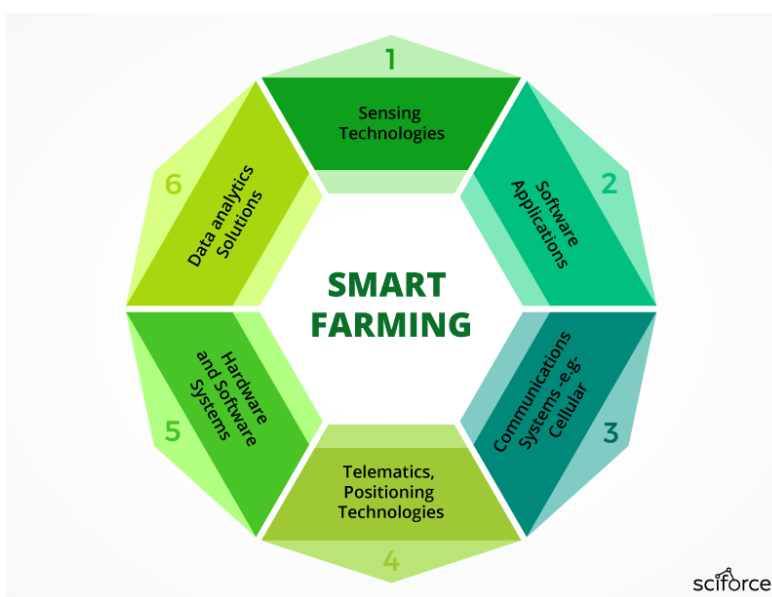 1
Sensing
Technologies
2
Software
Applications
3
Communications
Systems -e.g-
Cellular
4
Telematics,
Positioning
Technologies
5
Hardware
and Software
Systems
6
Data analytics
Solutions
SMART
FARMING
sciforce